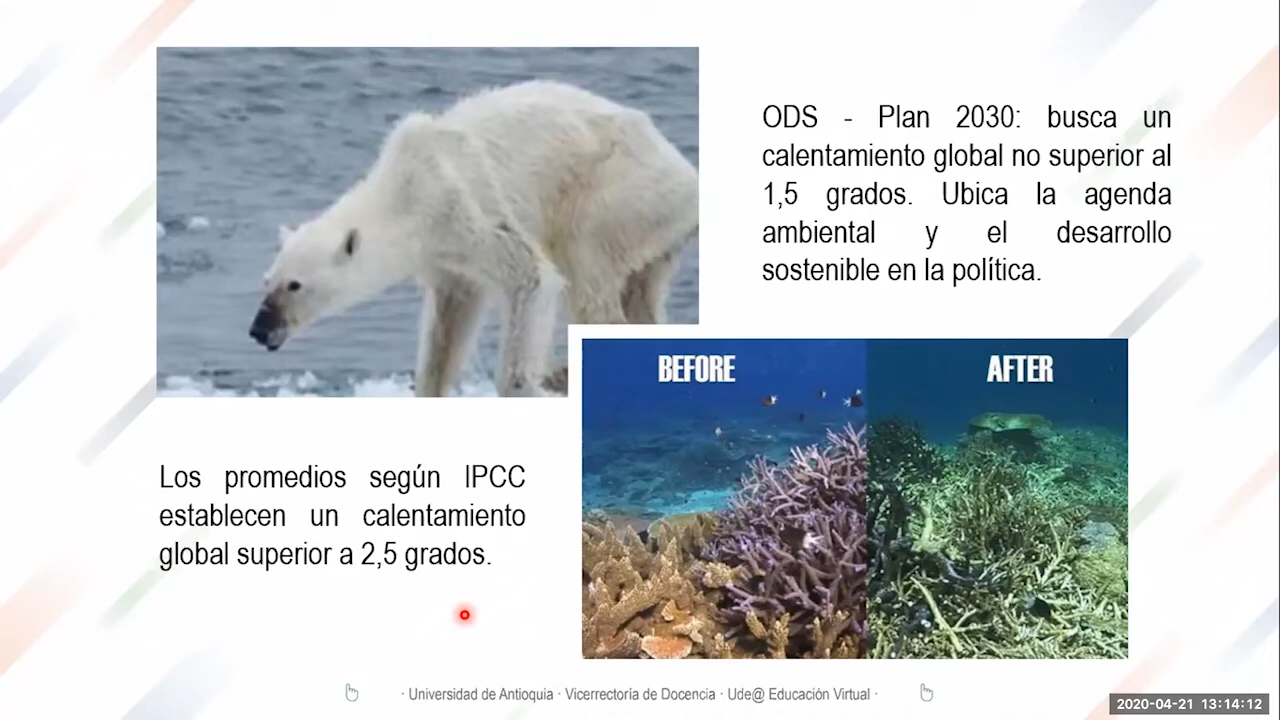 ODS - Plan 2030: busca un
calentamiento global no superior al
1,5 grados. Ubica la agenda
ambiental y el desarrollo
sostenible en la política.
BEFORE
AFTER
Los promedios según IPCC
establecen un calentamiento
global superior a 2,5 grados.
· Universidad de Antioquia · Vicerrectoría de Docencia · Ude@ Educación Virtual ·
2020-04-21 13:14:12